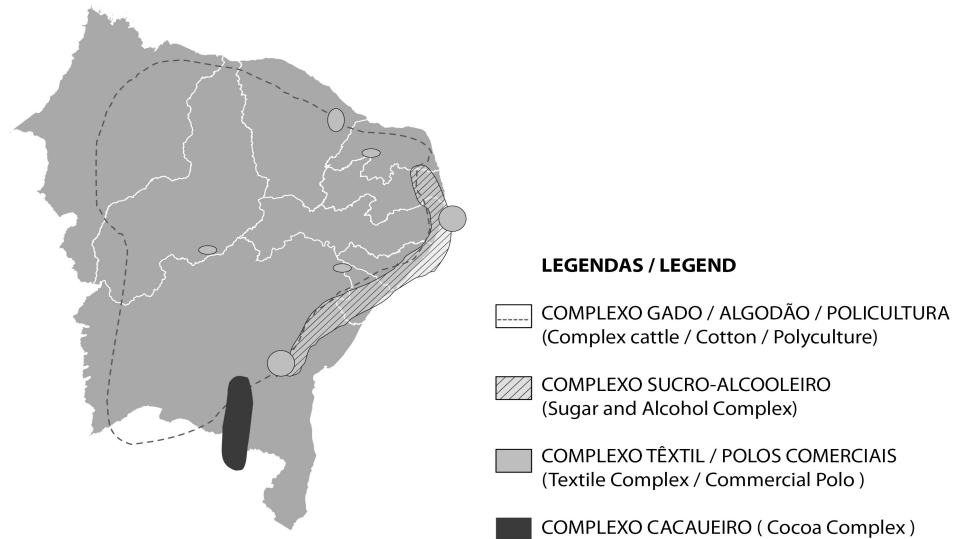 LEGENDAS / LEGEND
COMPLEXO GADO / ALGODÃO / POLICULTURA
(Complex cattle / Cotton / Polyculture)
COMPLEXO SUCRO-ALCOOLEIRO
(Sugar and Alcohol Complex)
COMPLEXO TÊXTIL / POLOS COMERCIAIS
(Textile Complex / Commercial Polo )
COMPLEXO CACAUEIRO ( Cocoa Complex )